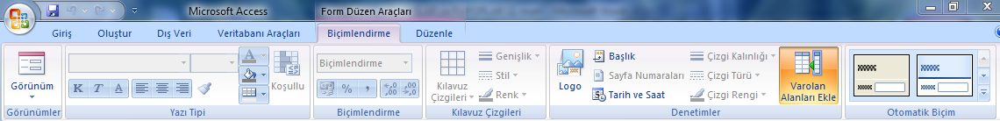 Microsoft Access Form Düzen Araçları
Giriş Oluştur Dış Veri Veritabanı Araçları Biçimlendirme Düzenle
Görünüm
Görünümler
K T A
A
Koşullu
Yazı Tipi
Biçimlendirme
%
Biçimlendirme
Kılavuz
Çizgileri
Genişlik
Stil
Renk
Kılavuz Çizgileri
Logo
Başlık
Sayfa Numaraları
Tarih ve Saat
Çizgi Kalınlığı
Çizgi Türü
Çizgi Rengi
Varolan
Alanları Ekle
Denetimler
Otomatik Biçim